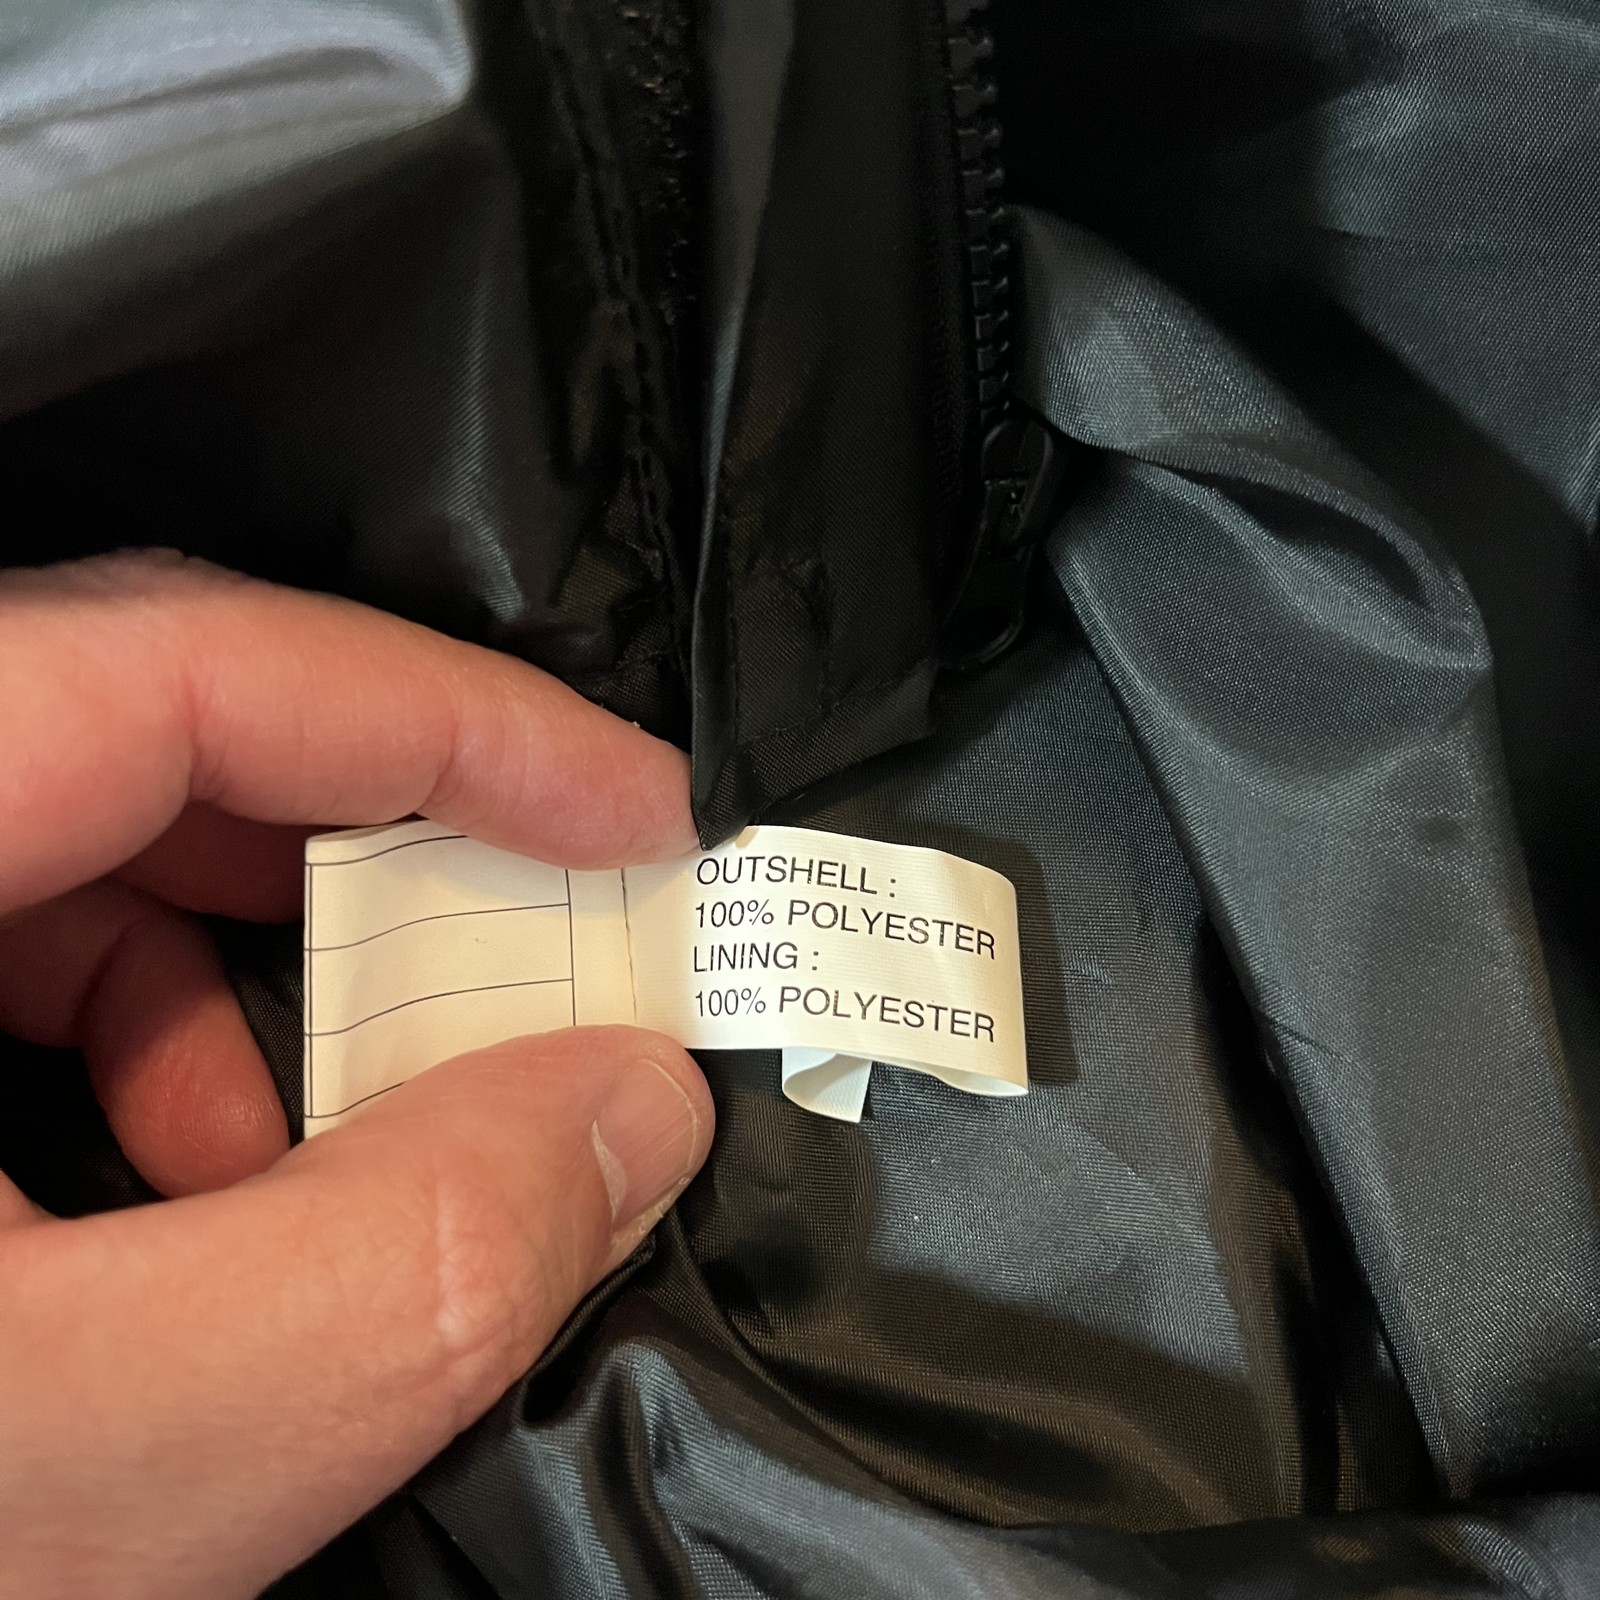 OUTSHELL :
100% POLYESTER
LINING :
100% POLYESTER